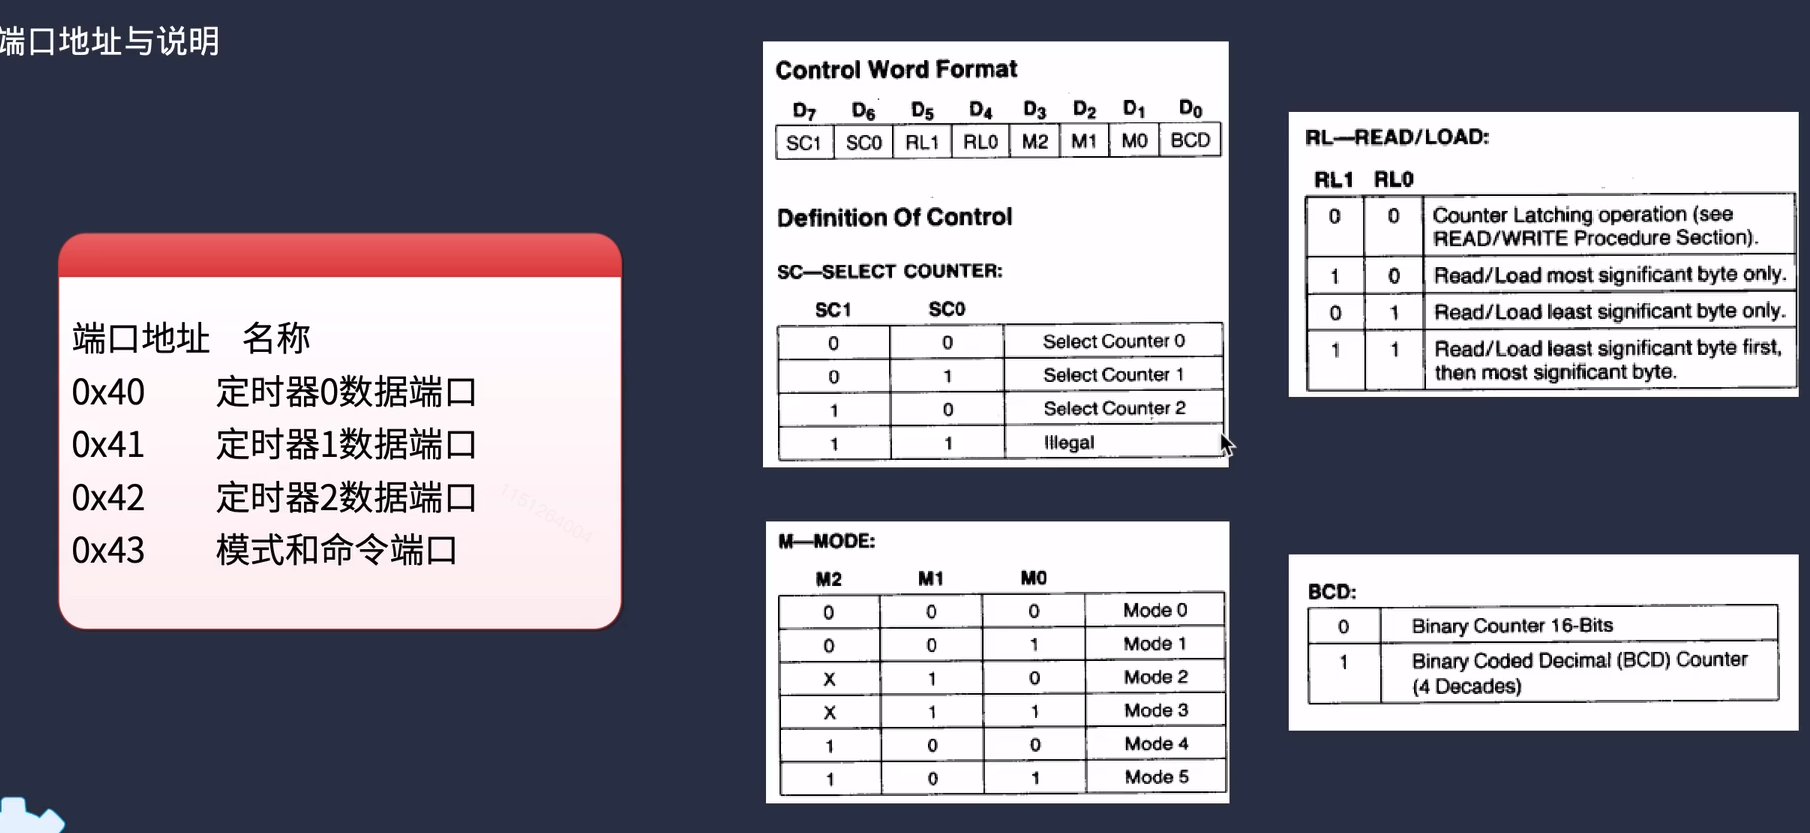 端口地址与说明
端口地址 名称
0x40 定时器0数据端口
0x41 定时器1数据端口
0x42 定时器2数据端口
0x43 模式和命令端口
1161264004
Control Word Format
D7 D6 D5 D4 D3 D2 D1 D0
SC1 SC0 RL1 RL0 M2 M1 M0 BCD
Definition Of Control
SC—SELECT COUNTER:
SC1 SC0
0 0 Select Counter 0
0 1 Select Counter 1
1 0 Select Counter 2
1 1 Illegal
M—MODE:
M2 M1 M0
0 0 0 Mode 0
0 0 1 Mode 1
X 1 0 Mode 2
X 1 1 Mode 3
1 0 0 Mode 4
1 0 1 Mode 5
RL—READ/LOAD:
RL1 RL0
0 0 Counter Latching operation (see
READ/WRITE Procedure Section).
1 0 Read/Load most significant byte only.
0 1 Read/Load least significant byte only.
1 1 Read/Load least significant byte first,
then most significant byte.
BCD:
0 Binary Counter 16-Bits
1 Binary Coded Decimal (BCD) Counter
(4 Decades)